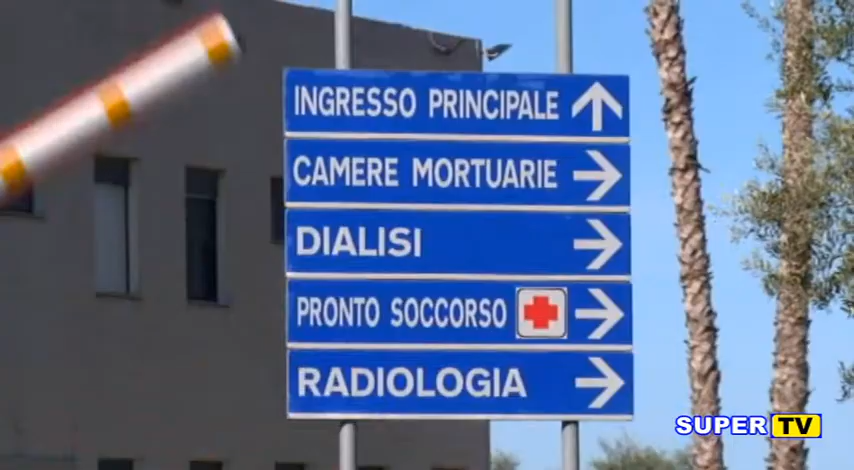 INGRESSO PRINCIPALE
CAMERE MORTUARIE
DIALISI
PRONTO SOCCORSO
RADIOLOGIA
SUPER TV